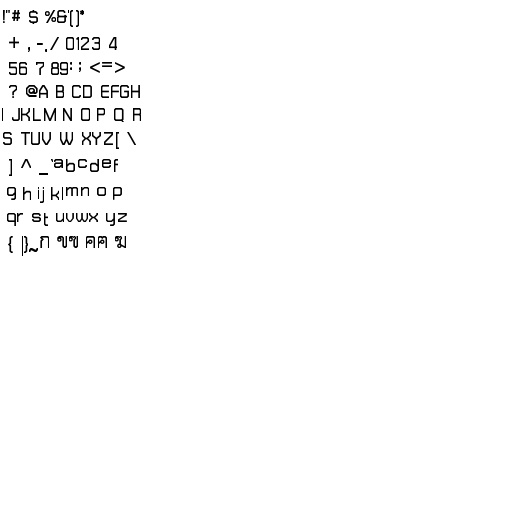 !"# $ %&'()*
+ , -./ 0123 4
56 7 89: ; <=>
? @A B CD EFGH
I JKLM N O P Q R
S TUV W XYZ[ \
] ^ _`abcdef
g h ij klmn o p
qr st uvwx yz
{ |}~ก ขฃ คฅ ฆ